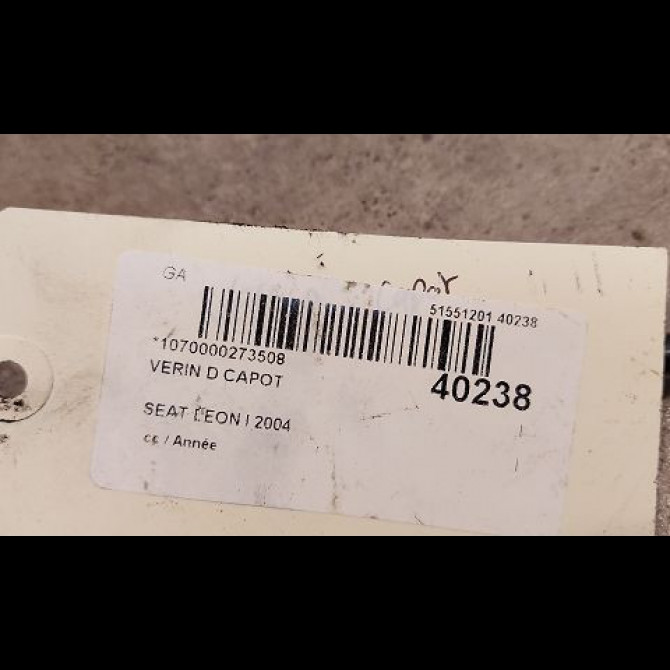 GA
51551201 40238
*1070000273508
40238
VERIN D CAPOT
SEAT LEON I 2004
cc / Année